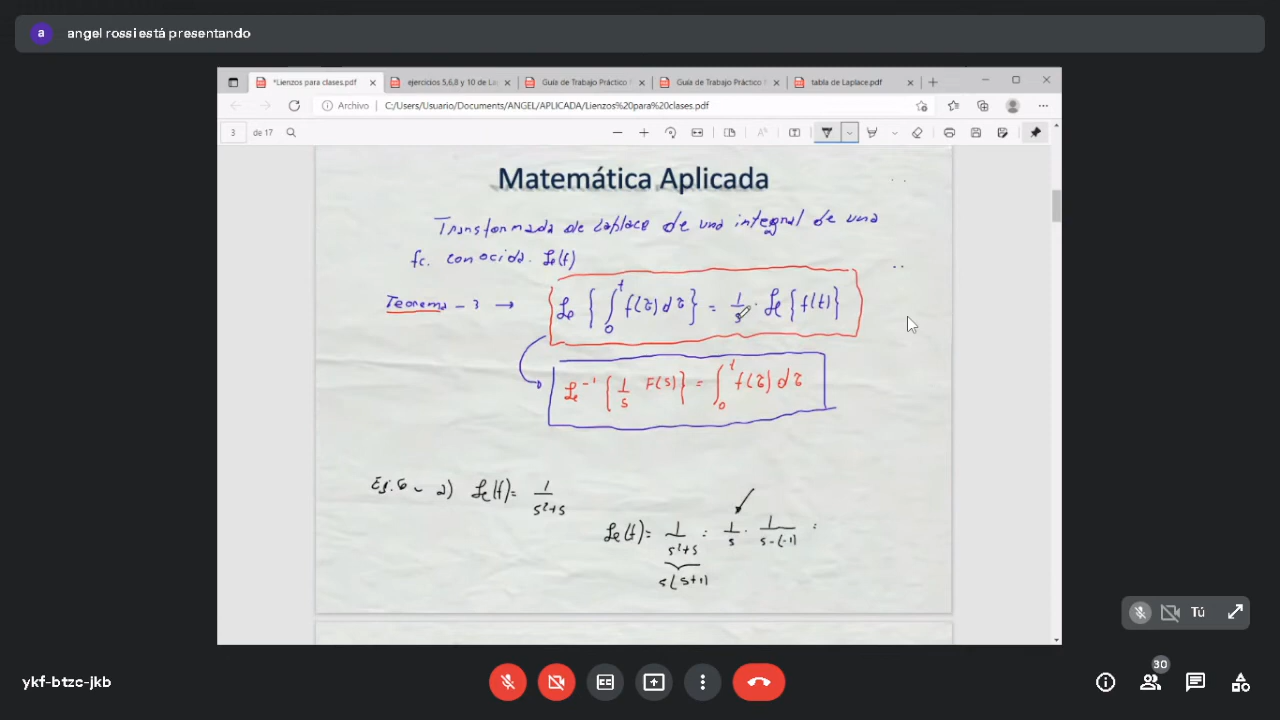 a angel rossi está presentando
*Lienzos para clases.pdf
ejercicios 5,6,8 y 10 de La
Guía de Trabajo Práctico
Guía de Trabajo Práctico
tabla de Laplace.pdf
Archivo C:/Users/Usuario/Documents/ANGEL/APLICADA/Lienzos%20para%20clases.pdf
3 de 17
Matemática Aplicada
Transformada de Laplace de una integral de una
fc. conocida. ℒ(f)
Teorema - 3 → ℒ { ∫₀ᵗ f(τ) dτ } = 1/s · ℒ { f(t) }
ℒ⁻¹ { 1/s F(s) } = ∫₀ᵗ f(τ) dτ
Ej. 6 - a) ℒ(f) = 1/(s²+s)
ℒ(f) = 1/(s²+s) = 1/s · 1/(s-(-1)) =
s(s+1)
Tú
ykf-btzc-jkb
30